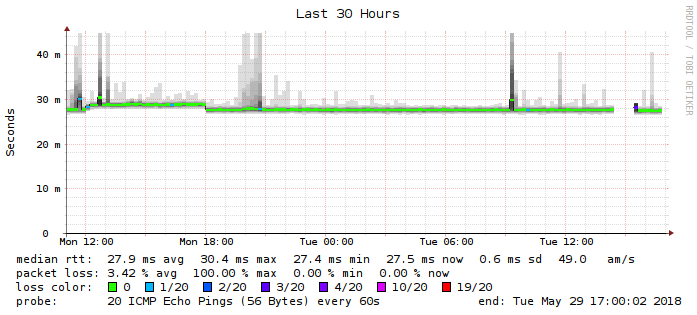 Last 30 Hours
RRDTOOL / TOBI OETIKER
Seconds
40 m
30 m
20 m
10 m
0
Mon 12:00 Mon 18:00 Tue 00:00 Tue 06:00 Tue 12:00
median rtt: 27.9 ms avg 30.4 ms max 27.4 ms min 27.5 ms now 0.6 ms sd 49.0 am/s
packet loss: 3.42 % avg 100.00 % max 0.00 % min 0.00 % now
loss color: 0 1/20 2/20 3/20 4/20 10/20 19/20
probe: 20 ICMP Echo Pings (56 Bytes) every 60s end: Tue May 29 17:00:02 2018